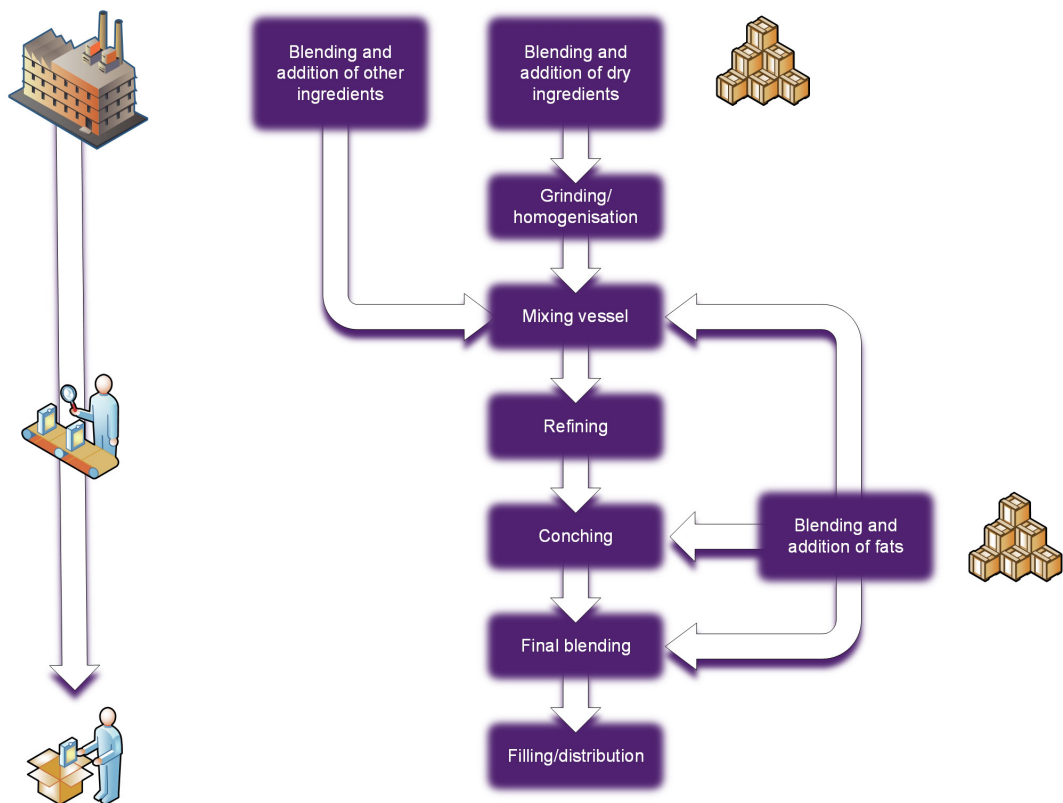 Blending and
addition of other
ingredients
Blending and
addition of dry
ingredients
Grinding/
homogenisation
Mixing vessel
Refining
Conching
Blending and
addition of fats
Final blending
Filling/distribution